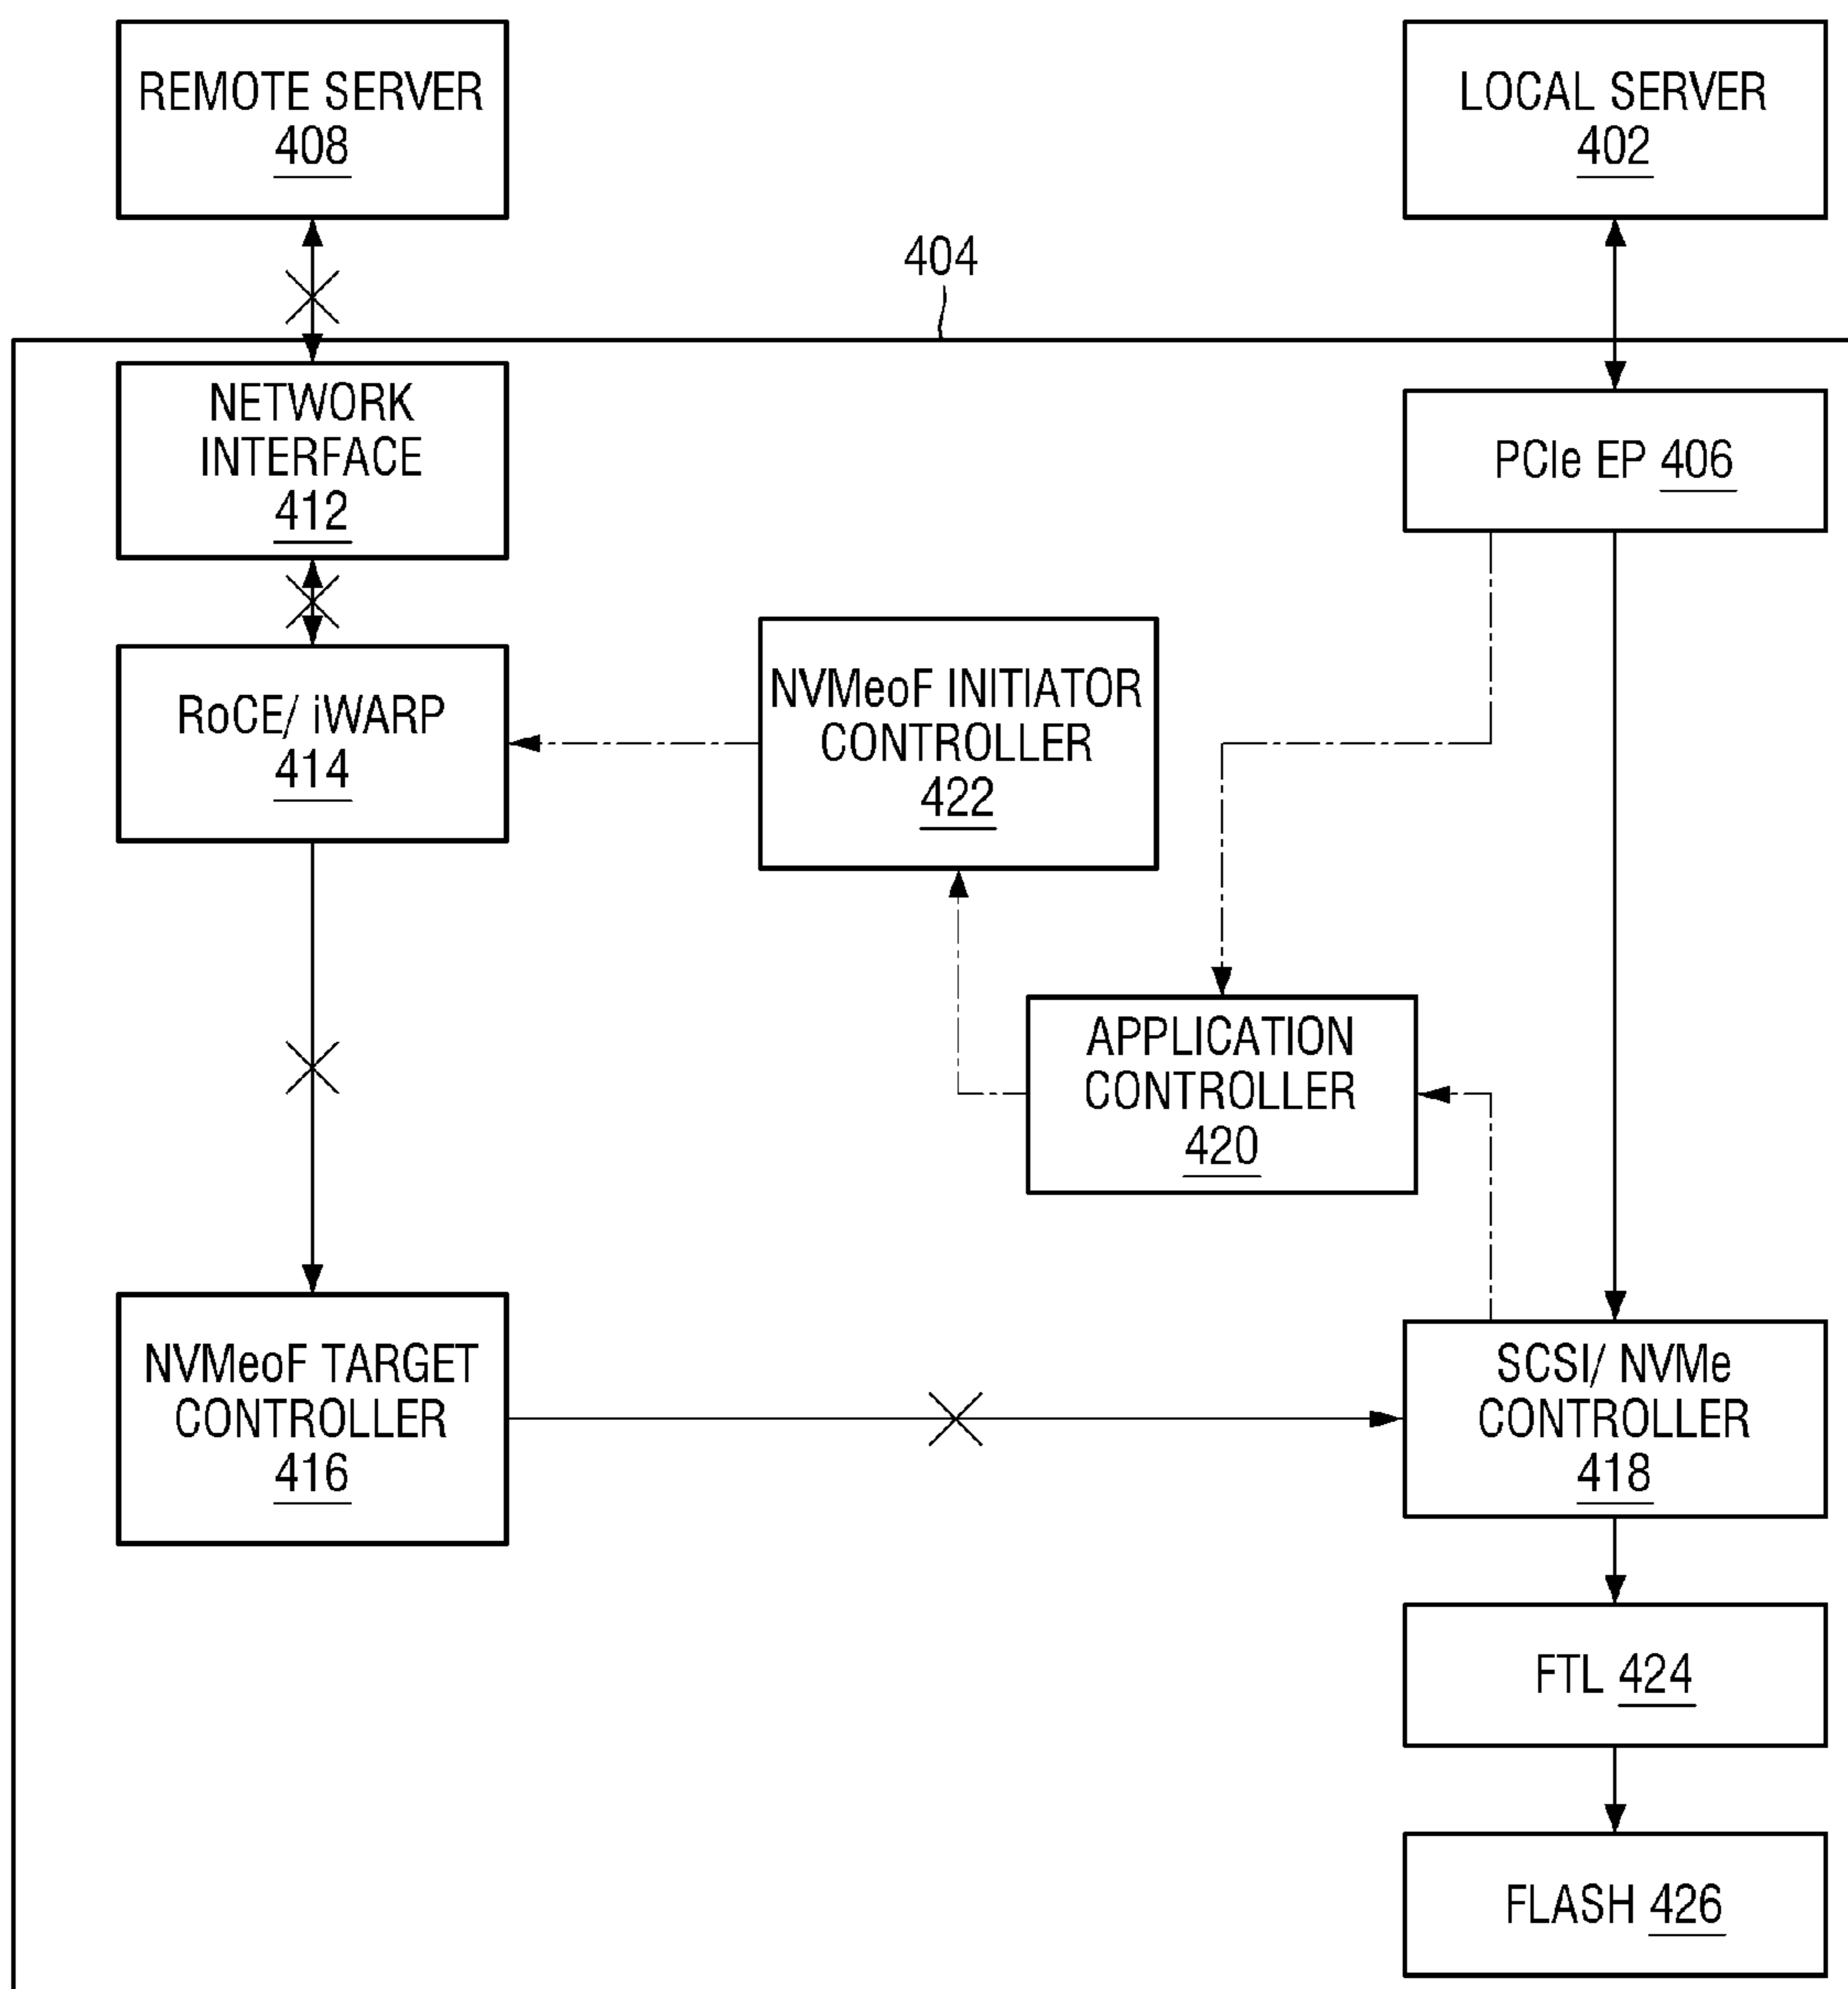 REMOTE SERVER
408
LOCAL SERVER
402
404
NETWORK
INTERFACE
412
PCIe EP 406
RoCE/ iWARP
414
NVMeoF INITIATOR
CONTROLLER
422
APPLICATION
CONTROLLER
420
NVMeoF TARGET
CONTROLLER
416
SCSI/ NVMe
CONTROLLER
418
FTL 424
FLASH 426